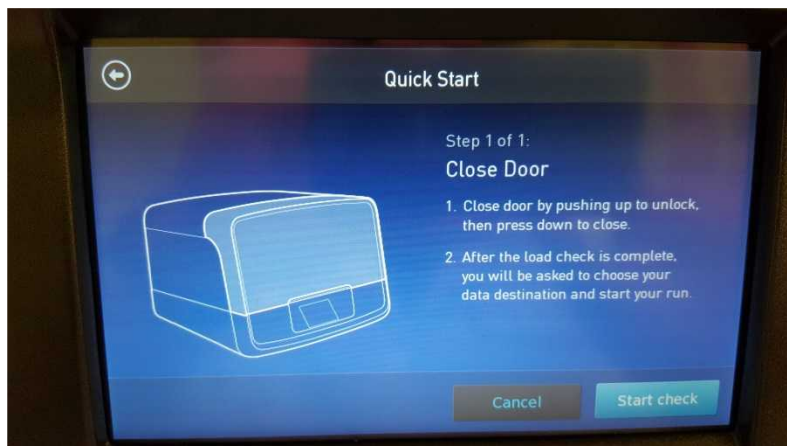 Quick Start
Step 1 of 1:
Close Door
1. Close door by pushing up to unlock,
then press down to close.
2. After the load check is complete,
you will be asked to choose your
data destination and start your run.
Cancel
Start check